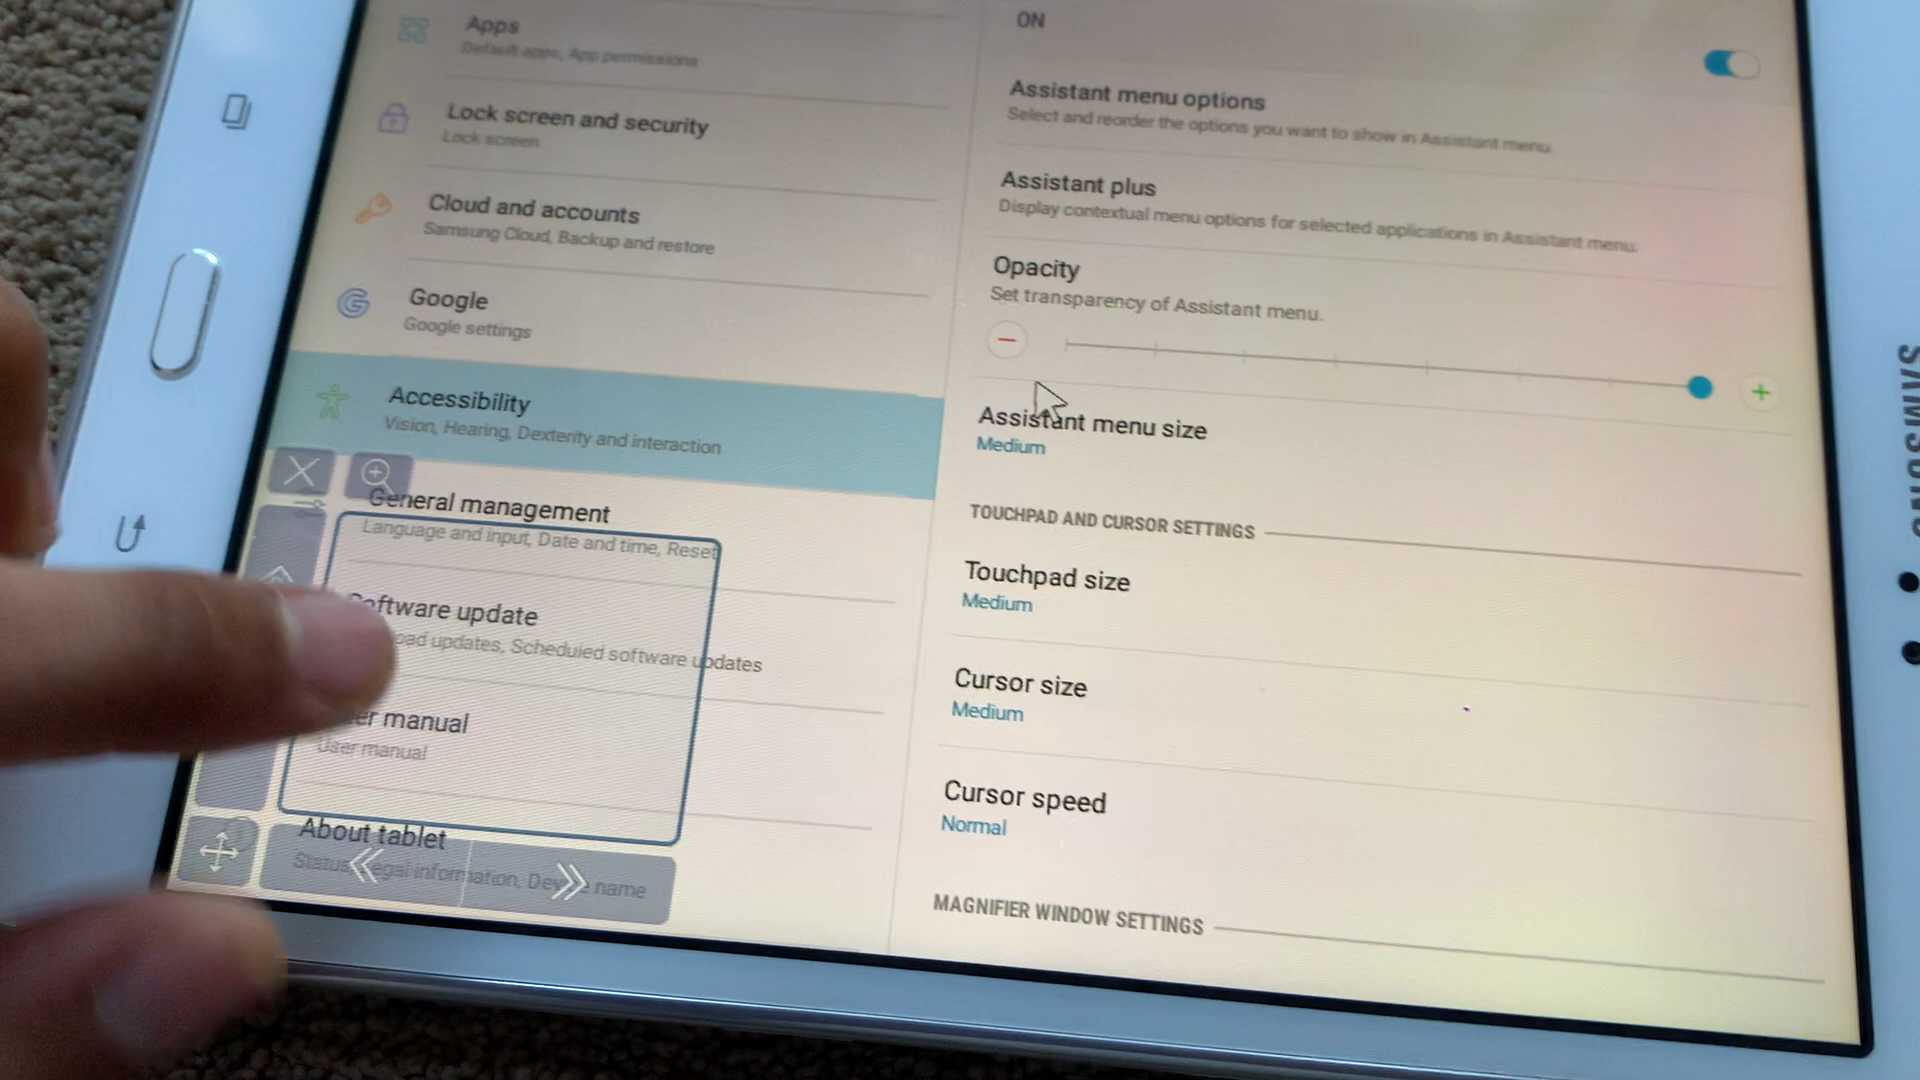 Apps
Default apps, App permissions
Lock screen and security
Lock screen
Cloud and accounts
Samsung Cloud, Backup and restore
Google
Google settings
Accessibility
Vision, Hearing, Dexterity and interaction
General management
Language and input, Date and time, Reset
Software update
updates, Scheduled software updates
manual
User manual
About tablet
Status, Legal information, Device name
ON
Assistant menu options
Select and reorder the options you want to show in Assistant menu.
Assistant plus
Display contextual menu options for selected applications in Assistant menu.
Opacity
Set transparency of Assistant menu.
Assistant menu size
Medium
TOUCHPAD AND CURSOR SETTINGS
Touchpad size
Medium
Cursor size
Medium
Cursor speed
Normal
MAGNIFIER WINDOW SETTINGS
SAMSUNG